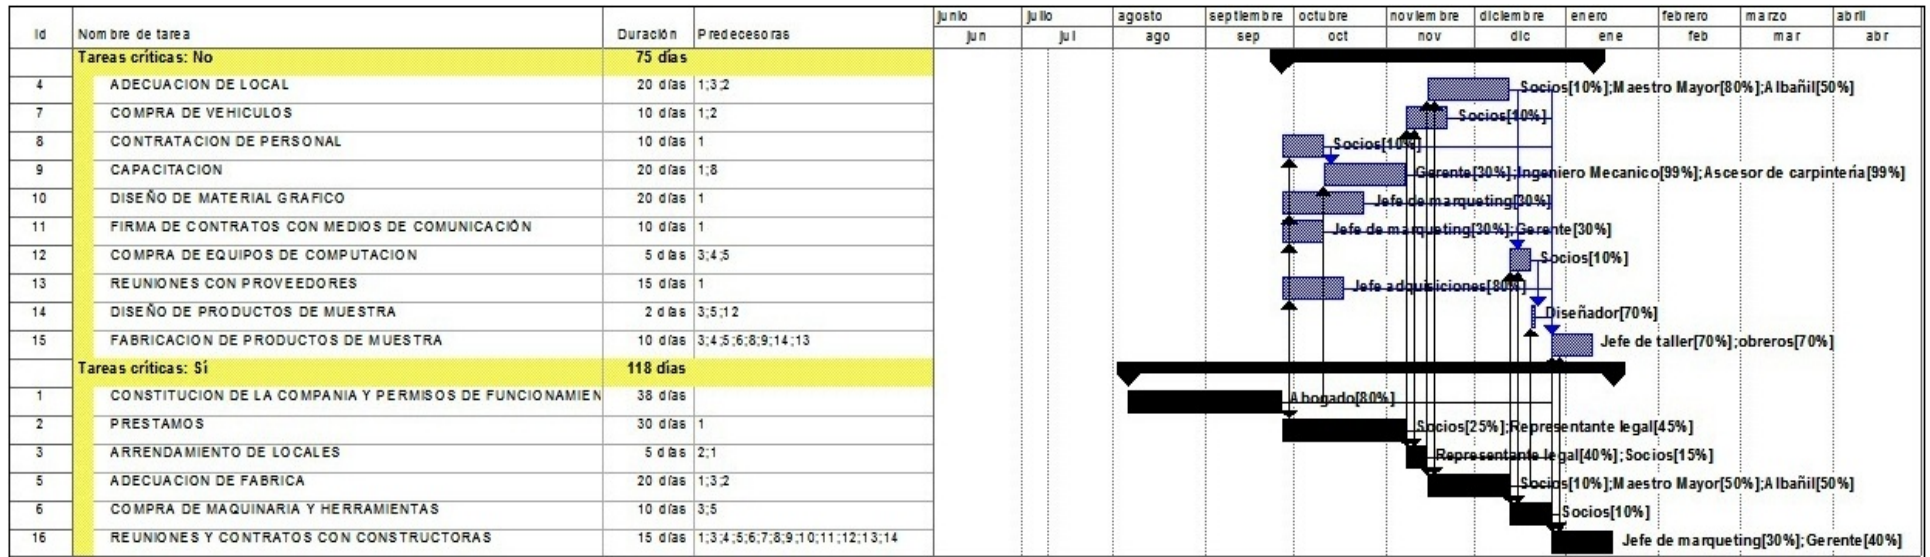 junio julio agosto septiembre octubre noviembre diciembre enero febrero marzo abril
Id Nombre de tarea Duración Predecesoras jun jul ago sep oct nov dic ene feb mar abr
Tareas críticas: No 75 días
4 ADECUACION DE LOCAL 20 días 1;3;2 Socios[10%];Maestro Mayor[80%];Albañil[50%]
7 COMPRA DE VEHICULOS 10 días 1;2 Socios[10%]
8 CONTRATACION DE PERSONAL 10 días 1 Socios[10%]
9 CAPACITACION 20 días 1;8 Gerente[30%];Ingeniero Mecanico[99%];Ascesor de carpintería[99%]
10 DISEÑO DE MATERIAL GRAFICO 20 días 1 Jefe de marqueting[30%]
11 FIRMA DE CONTRATOS CON MEDIOS DE COMUNICACIÓN 10 días 1 Jefe de marqueting[30%];Gerente[30%]
12 COMPRA DE EQUIPOS DE COMPUTACION 5 días 3;4;5 Socios[10%]
13 REUNIONES CON PROVEEDORES 15 días 1 Jefe adquisiciones[80%]
14 DISEÑO DE PRODUCTOS DE MUESTRA 2 días 3;5;12 Diseñador[70%]
15 FABRICACION DE PRODUCTOS DE MUESTRA 10 días 3;4;5;6;8;9;14;13 Jefe de taller[70%];obreros[70%]
Tareas críticas: Sí 118 días
1 CONSTITUCION DE LA COMPANIA Y PERMISOS DE FUNCIONAMIEN 38 días Abogado[80%]
2 PRESTAMOS 30 días 1 Socios[25%];Representante legal[45%]
3 ARRENDAMIENTO DE LOCALES 5 días 2;1 Representante legal[40%];Socios[15%]
5 ADECUACION DE FABRICA 20 días 1;3;2 Socios[10%];Maestro Mayor[50%];Albañil[50%]
6 COMPRA DE MAQUINARIA Y HERRAMIENTAS 10 días 3;5 Socios[10%]
16 REUNIONES Y CONTRATOS CON CONSTRUCTORAS 15 días 1;3;4;5;6;7;8;9;10;11;12;13;14 Jefe de marqueting[30%];Gerente[40%]